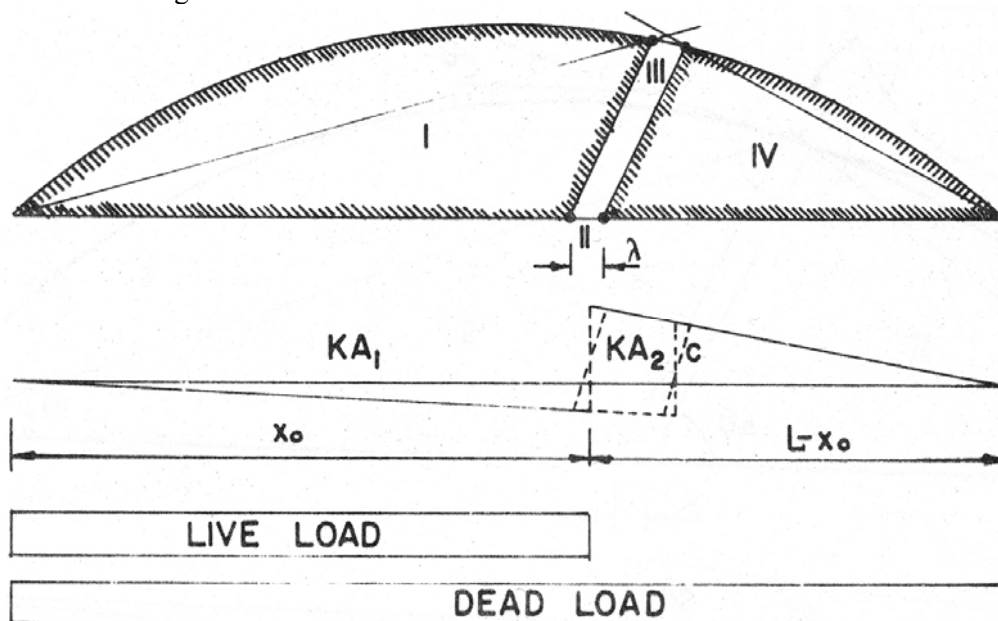 III
I
IV
II
λ
KA₁
KA₂
C
X₀
L-X₀
LIVE LOAD
DEAD LOAD